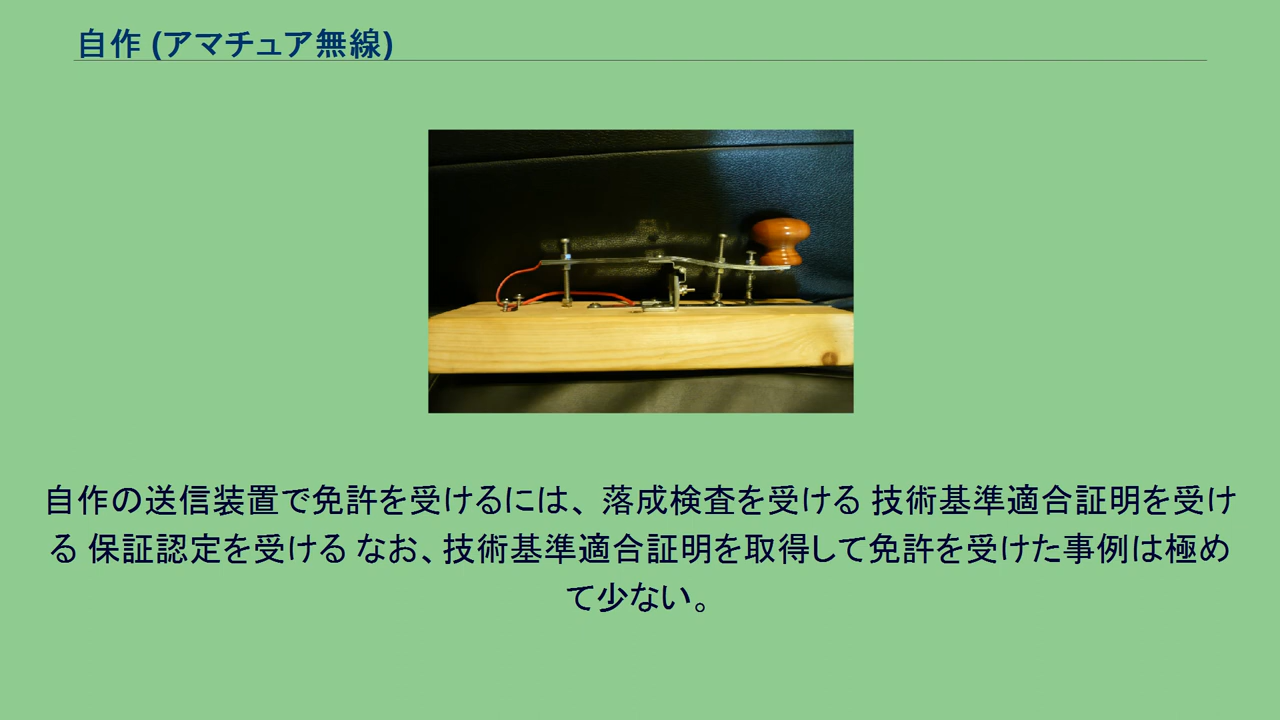 自作 (アマチュア無線)
自作の送信装置で免許を受けるには、落成検査を受ける 技術基準適合証明を受け
る 保証認定を受ける なお、技術基準適合証明を取得して免許を受けた事例は極め
て少ない。